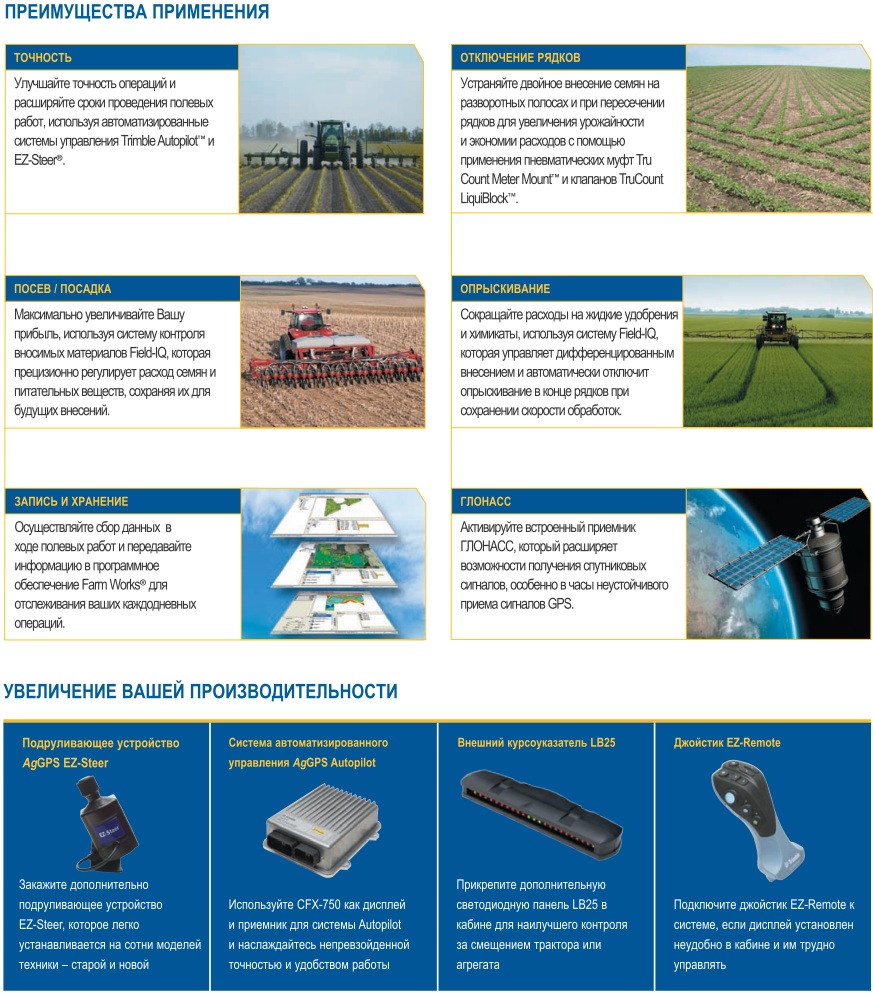 ПРЕИМУЩЕСТВА ПРИМЕНЕНИЯ
ТОЧНОСТЬ
Улучшайте точность операций и
расширяйте сроки проведения полевых
работ, используя автоматизированные
системы управления Trimble Autopilot™ и
EZ-Steer®.
ОТКЛЮЧЕНИЕ РЯДКОВ
Устраняйте двойное внесение семян на
разворотных полосах и при пересечении
рядков для увеличения урожайности
и экономии расходов с помощью
применения пневматических муфт Tru
Count Meter Mount™ и клапанов TruCount
LiquiBlock™.
ПОСЕВ / ПОСАДКА
Максимально увеличивайте Вашу
прибыль, используя систему контроля
вносимых материалов Field-IQ, которая
прецизионно регулирует расход семян и
питательных веществ, сохраняя их для
будущих внесений.
ОПРЫСКИВАНИЕ
Сокращайте расходы на жидкие удобрения
и химикаты, используя систему Field-IQ,
которая управляет дифференцированным
внесением и автоматически отключит
опрыскивание в конце рядков при
сохранении скорости обработок.
ЗАПИСЬ И ХРАНЕНИЕ
Осуществляйте сбор данных в
ходе полевых работ и передавайте
информацию в программное
обеспечение Farm Works® для
отслеживания ваших каждодневных
операций.
ГЛОНАСС
Активируйте встроенный приемник
ГЛОНАСС, который расширяет
возможности получения спутниковых
сигналов, особенно в часы неустойчивого
приема сигналов GPS.
УВЕЛИЧЕНИЕ ВАШЕЙ ПРОИЗВОДИТЕЛЬНОСТИ
Подруливающее устройство
AgGPS EZ-Steer
EZ-Steer
Закажите дополнительно
подруливающее устройство
EZ-Steer, которое легко
устанавливается на сотни моделей
техники – старой и новой
Система автоматизированного
управления AgGPS Autopilot
Используйте CFX-750 как дисплей
и приемник для системы Autopilot
и наслаждайтесь непревзойденной
точностью и удобством работы
Внешний курсоуказатель LB25
Прикрепите дополнительную
светодиодную панель LB25 в
кабине для наилучшего контроля
за смещением трактора или
агрегата
Джойстик EZ-Remote
Подключите джойстик EZ-Remote к
системе, если дисплей установлен
неудобно в кабине и им трудно
управлять